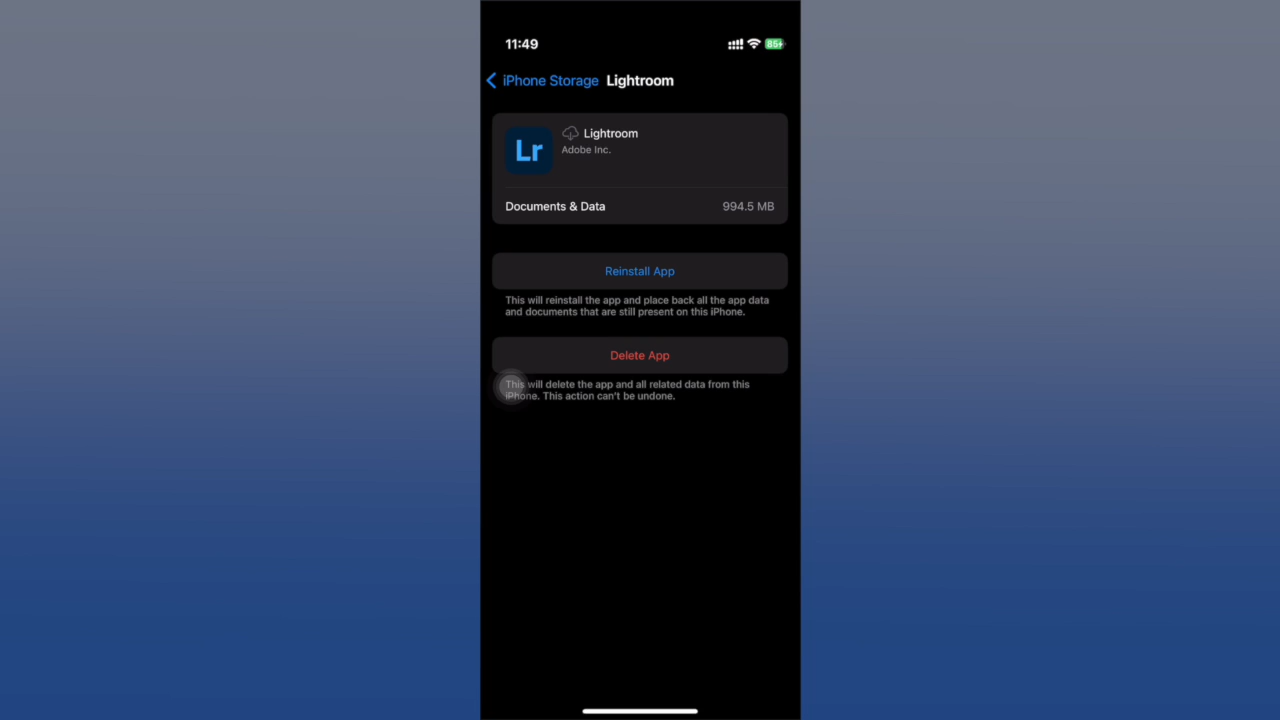 11:49
85+
iPhone Storage Lightroom
Lr
Lightroom
Adobe Inc.
Documents & Data 994.5 MB
Reinstall App
This will reinstall the app and place back all the app data
and documents that are still present on this iPhone.
Delete App
This will delete the app and all related data from this
iPhone. This action can't be undone.